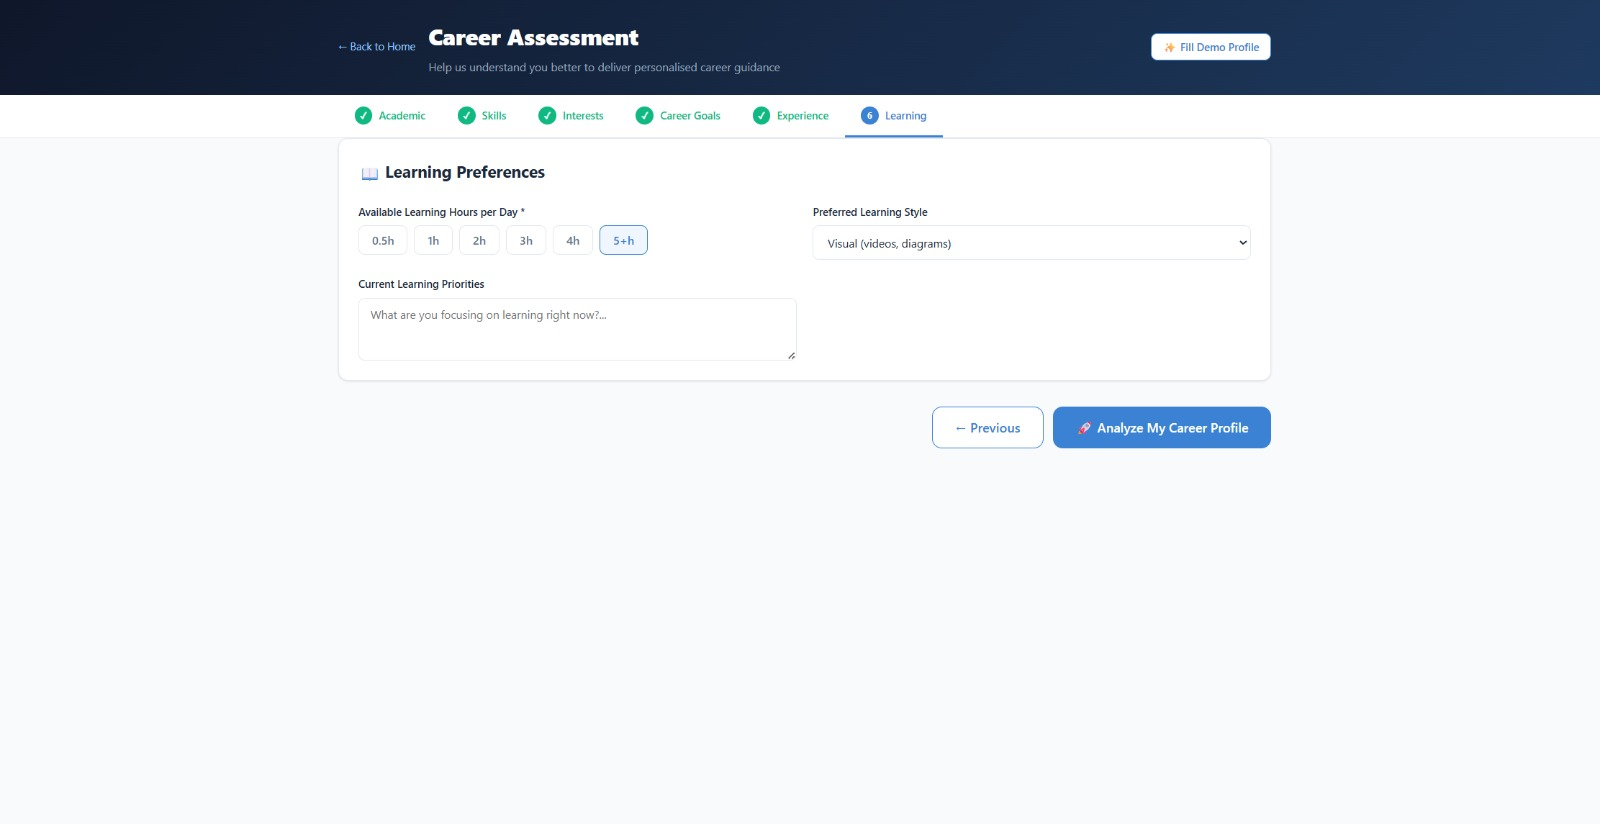 ← Back to Home
Career Assessment
Help us understand you better to deliver personalised career guidance
✨ Fill Demo Profile
✓ Academic
✓ Skills
✓ Interests
✓ Career Goals
✓ Experience
6 Learning
📖 Learning Preferences
Available Learning Hours per Day *
0.5h
1h
2h
3h
4h
5+h
Preferred Learning Style
Visual (videos, diagrams)
Current Learning Priorities
What are you focusing on learning right now?...
← Previous
🚀 Analyze My Career Profile